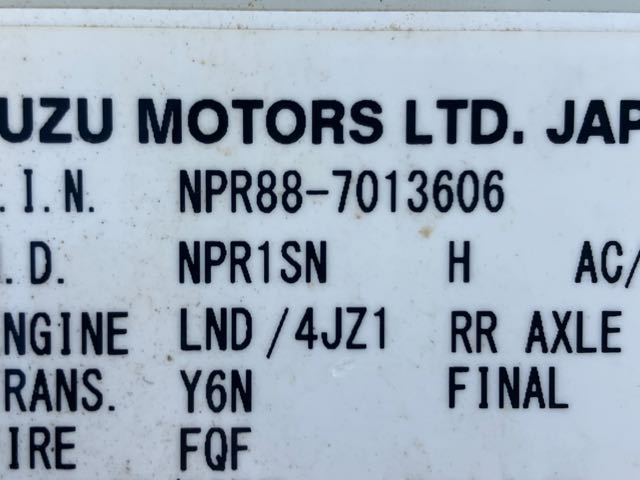 UZU MOTORS LTD. JAP
.I.N. NPR88-7013606
.D. NPR1SN H AC/
NGINE LND/4JZ1 RR AXLE
RANS. Y6N FINAL
IRE FQF